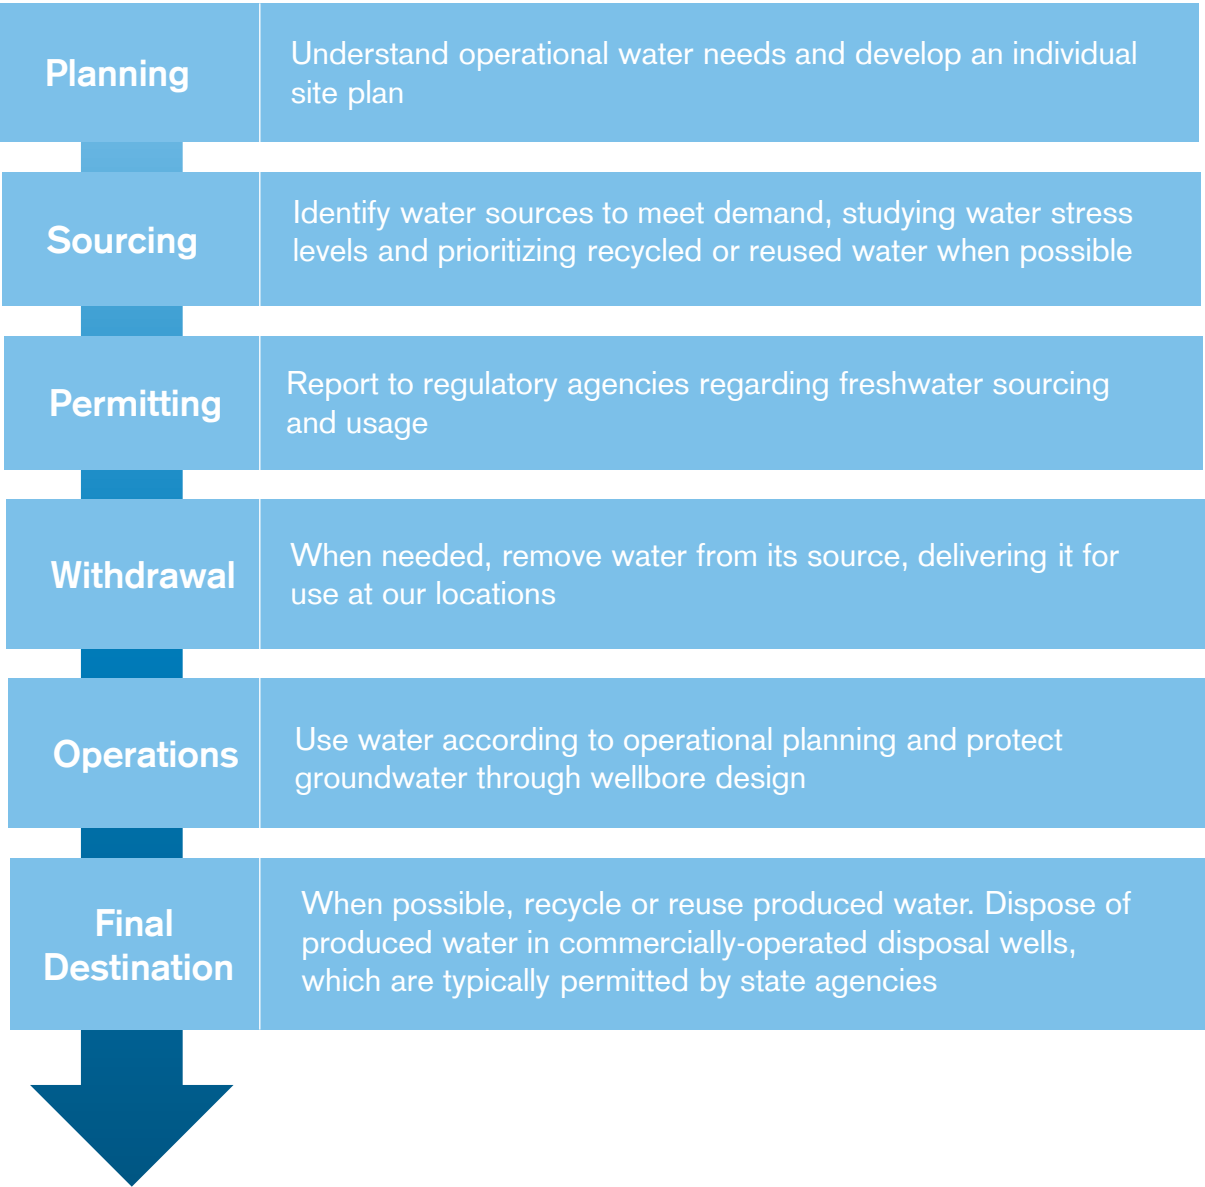 Planning
Understand operational water needs and develop an individual
site plan
Sourcing
Identify water sources to meet demand, studying water stress
levels and prioritizing recycled or reused water when possible
Permitting
Report to regulatory agencies regarding freshwater sourcing
and usage
Withdrawal
When needed, remove water from its source, delivering it for
use at our locations
Operations
Use water according to operational planning and protect
groundwater through wellbore design
Final
Destination
When possible, recycle or reuse produced water. Dispose of
produced water in commercially-operated disposal wells,
which are typically permitted by state agencies